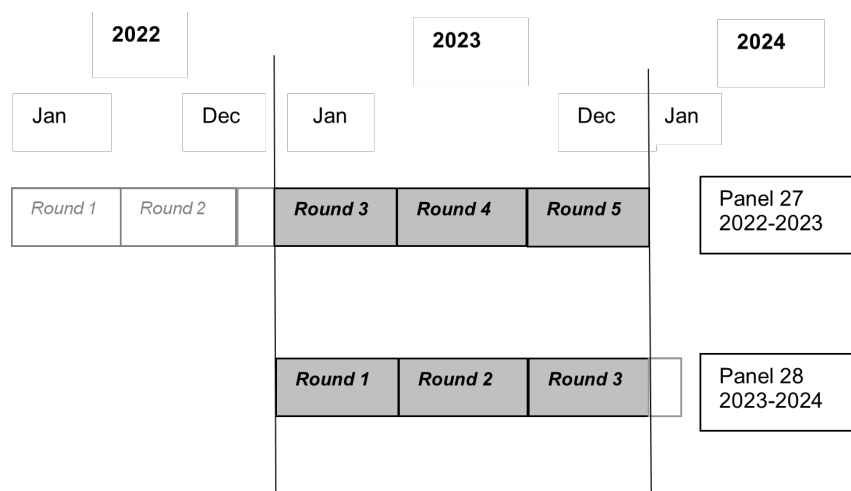 2022
2023
2024
Jan
Dec
Jan
Dec
Jan
Round 1
Round 2
Round 3
Round 4
Round 5
Panel 27
2022-2023
Round 1
Round 2
Round 3
Panel 28
2023-2024